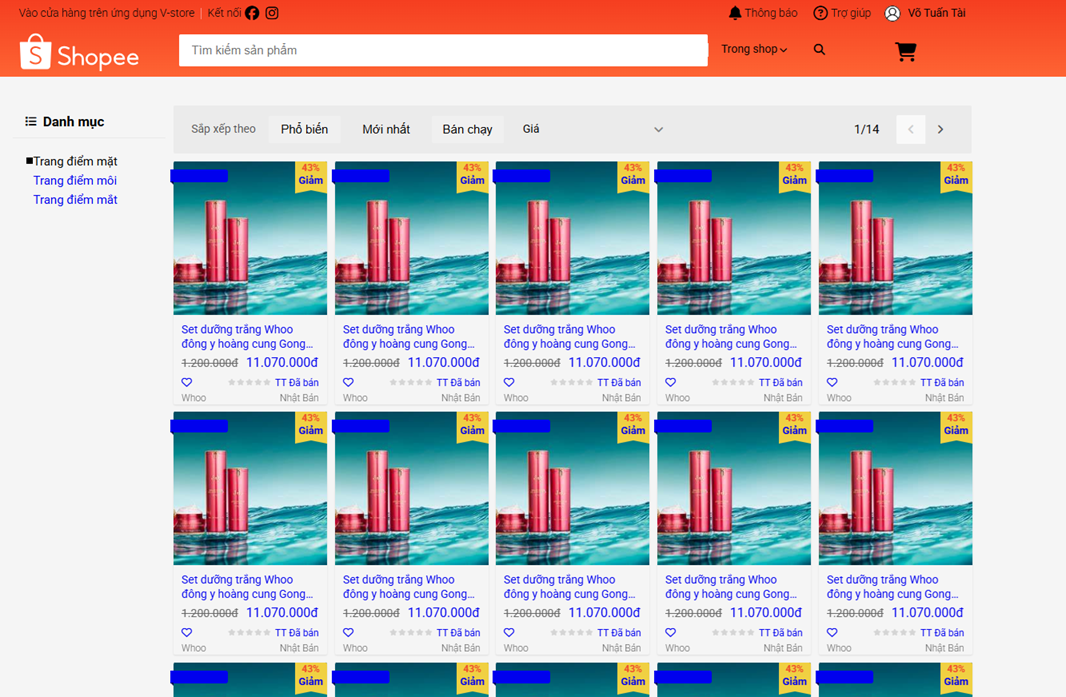 Vào cửa hàng trên ứng dụng V-store | Kết nối Thông báo Trợ giúp Võ Tuấn Tài
Shopee Tìm kiếm sản phẩm Trong shop
Danh mục
Trang điểm mặt
Trang điểm môi
Trang điểm mắt
Sắp xếp theo Phổ biến Mới nhất Bán chạy Giá 1/14
43% 43% 43% 43% 43%
Giảm Giảm Giảm Giảm Giảm
Set dưỡng trắng Whoo Set dưỡng trắng Whoo Set dưỡng trắng Whoo Set dưỡng trắng Whoo Set dưỡng trắng Whoo
đông y hoàng cung Gong... đông y hoàng cung Gong... đông y hoàng cung Gong... đông y hoàng cung Gong... đông y hoàng cung Gong...
1.200.000đ 11.070.000đ 1.200.000đ 11.070.000đ 1.200.000đ 11.070.000đ 1.200.000đ 11.070.000đ 1.200.000đ 11.070.000đ
TT Đã bán TT Đã bán TT Đã bán TT Đã bán TT Đã bán
Whoo Nhật Bản Whoo Nhật Bản Whoo Nhật Bản Whoo Nhật Bản Whoo Nhật Bản
43% 43% 43% 43% 43%
Giảm Giảm Giảm Giảm Giảm
Set dưỡng trắng Whoo Set dưỡng trắng Whoo Set dưỡng trắng Whoo Set dưỡng trắng Whoo Set dưỡng trắng Whoo
đông y hoàng cung Gong... đông y hoàng cung Gong... đông y hoàng cung Gong... đông y hoàng cung Gong... đông y hoàng cung Gong...
1.200.000đ 11.070.000đ 1.200.000đ 11.070.000đ 1.200.000đ 11.070.000đ 1.200.000đ 11.070.000đ 1.200.000đ 11.070.000đ
TT Đã bán TT Đã bán TT Đã bán TT Đã bán TT Đã bán
Whoo Nhật Bản Whoo Nhật Bản Whoo Nhật Bản Whoo Nhật Bản Whoo Nhật Bản
43% 43% 43% 43% 43%
Giảm Giảm Giảm Giảm Giảm